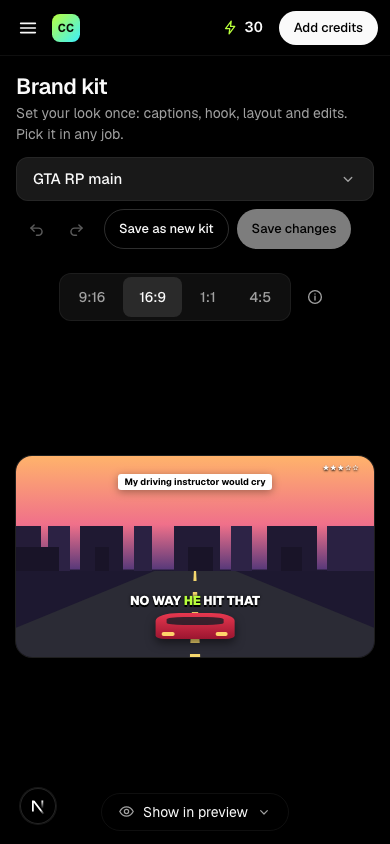 CC
30
Add credits
Brand kit
Set your look once: captions, hook, layout and edits.
Pick it in any job.
GTA RP main
Save as new kit
Save changes
9:16
16:9
1:1
4:5
★★★☆☆
My driving instructor would cry
NO WAY HE HIT THAT
N
Show in preview